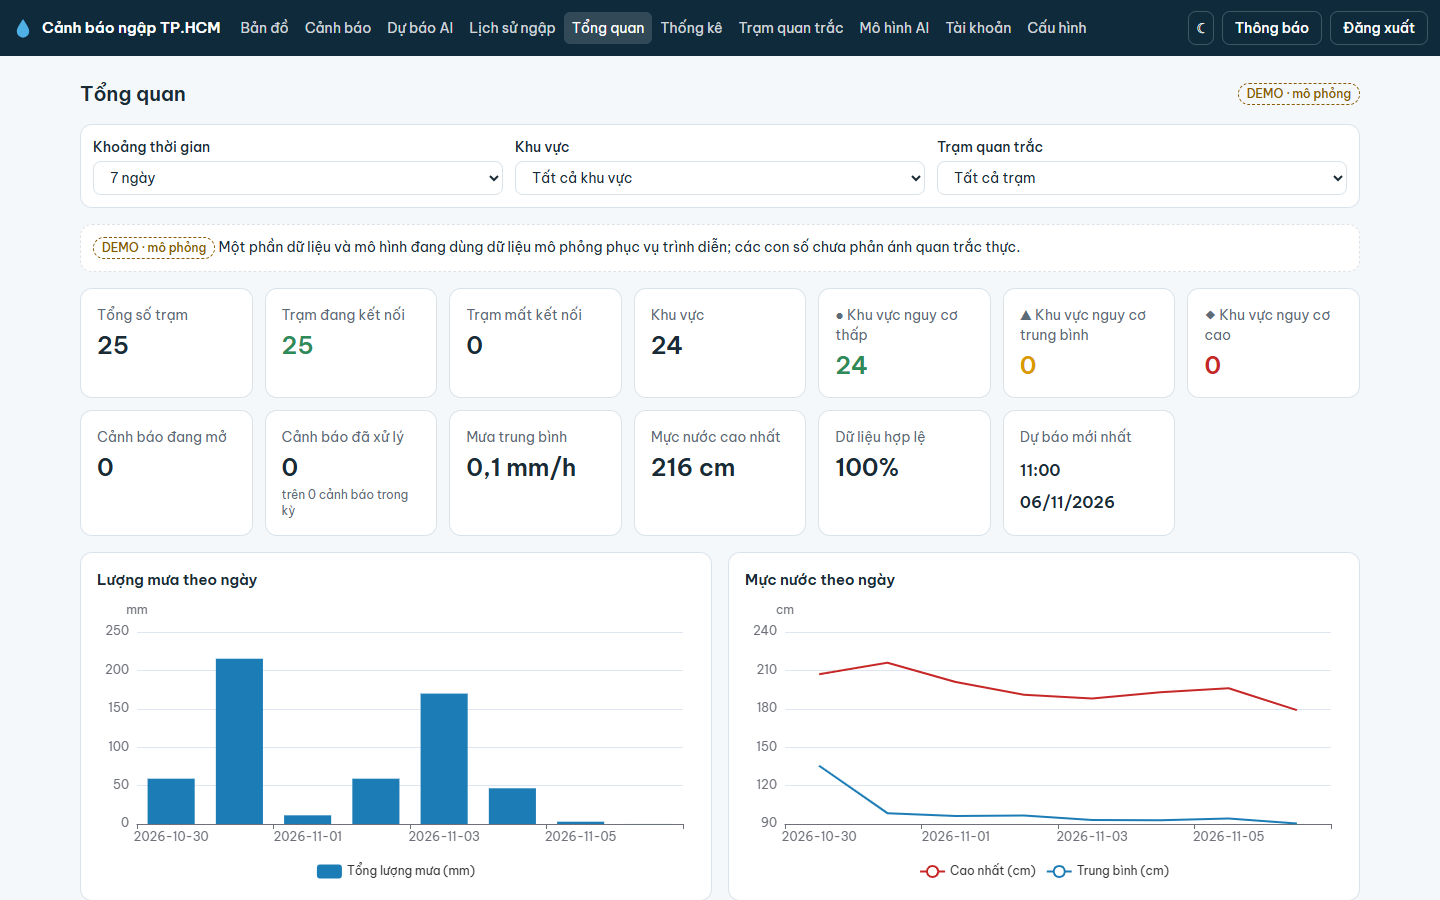 Cảnh báo ngập TP.HCM Bản đồ Cảnh báo Dự báo AI Lịch sử ngập Tổng quan Thống kê Trạm quan trắc Mô hình AI Tài khoản Cấu hình Thông báo Đăng xuất
Tổng quan DEMO · mô phỏng
Khoảng thời gian Khu vực Trạm quan trắc
7 ngày Tất cả khu vực Tất cả trạm
DEMO · mô phỏng Một phần dữ liệu và mô hình đang dùng dữ liệu mô phỏng phục vụ trình diễn; các con số chưa phản ánh quan trắc thực.
Tổng số trạm
25
Trạm đang kết nối
25
Trạm mất kết nối
0
Khu vực
24
● Khu vực nguy cơ
thấp
24
▲ Khu vực nguy cơ
trung bình
0
◆ Khu vực nguy cơ
cao
0
Cảnh báo đang mở
0
Cảnh báo đã xử lý
0
trên 0 cảnh báo trong
kỳ
Mưa trung bình
0,1 mm/h
Mực nước cao nhất
216 cm
Dữ liệu hợp lệ
100%
Dự báo mới nhất
11:00
06/11/2026
Lượng mưa theo ngày
mm
250
200
150
100
50
0
2026-10-30 2026-11-01 2026-11-03 2026-11-05
Tổng lượng mưa (mm)
Mực nước theo ngày
cm
240
210
180
150
120
90
2026-10-30 2026-11-01 2026-11-03 2026-11-05
Cao nhất (cm) Trung bình (cm)